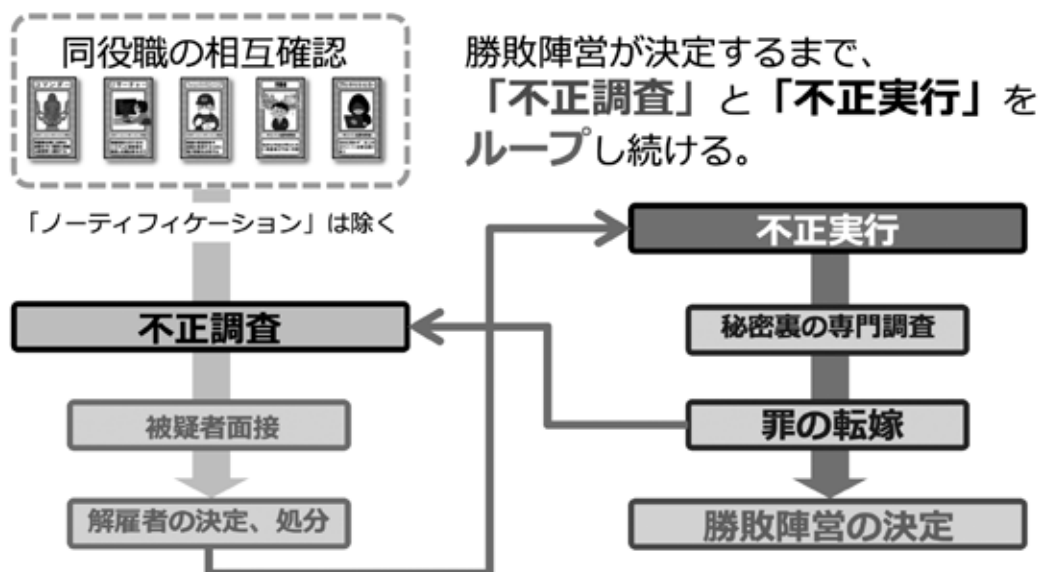 同役職の相互確認
「ノーティフィケーション」は除く
勝敗陣営が決定するまで、
「不正調査」と「不正実行」を
ループし続ける。
不正調査
被疑者面接
解雇者の決定、処分
不正実行
秘密裏の専門調査
罪の転嫁
勝敗陣営の決定